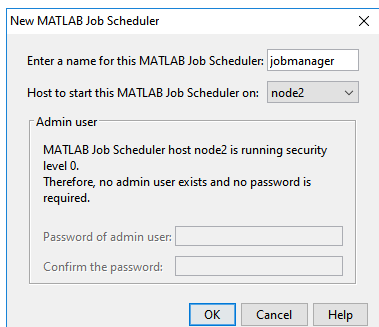 New MATLAB Job Scheduler
Enter a name for this MATLAB Job Scheduler: jobmanager
Host to start this MATLAB Job Scheduler on: node2
Admin user
MATLAB Job Scheduler host node2 is running security
level 0.
Therefore, no admin user exists and no password is
required.
Password of admin user:
Confirm the password:
OK Cancel Help